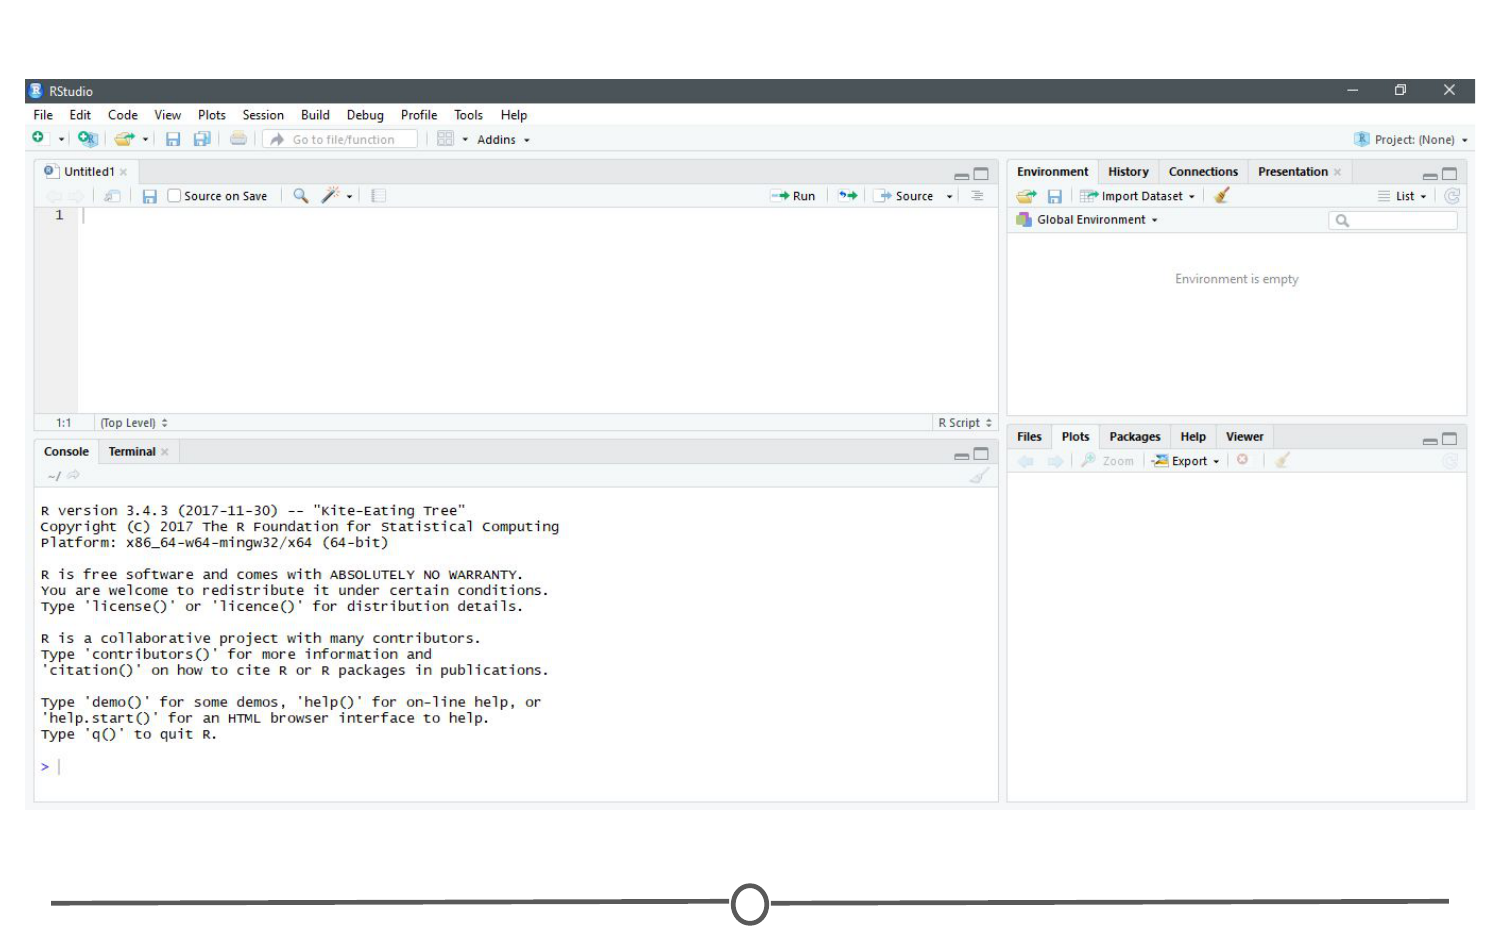 RStudio
File Edit Code View Plots Session Build Debug Profile Tools Help
Go to file/function Addins Project: (None)
Untitled1
Source on Save Run Source
1
1:1 (Top Level) R Script
Console Terminal
~/
R version 3.4.3 (2017-11-30) -- "Kite-Eating Tree"
Copyright (C) 2017 The R Foundation for Statistical Computing
Platform: x86_64-w64-mingw32/x64 (64-bit)
R is free software and comes with ABSOLUTELY NO WARRANTY.
You are welcome to redistribute it under certain conditions.
Type 'license()' or 'licence()' for distribution details.
R is a collaborative project with many contributors.
Type 'contributors()' for more information and
'citation()' on how to cite R or R packages in publications.
Type 'demo()' for some demos, 'help()' for on-line help, or
'help.start()' for an HTML browser interface to help.
Type 'q()' to quit R.
>
Environment History Connections Presentation
Import Dataset List
Global Environment
Environment is empty
Files Plots Packages Help Viewer
Zoom Export